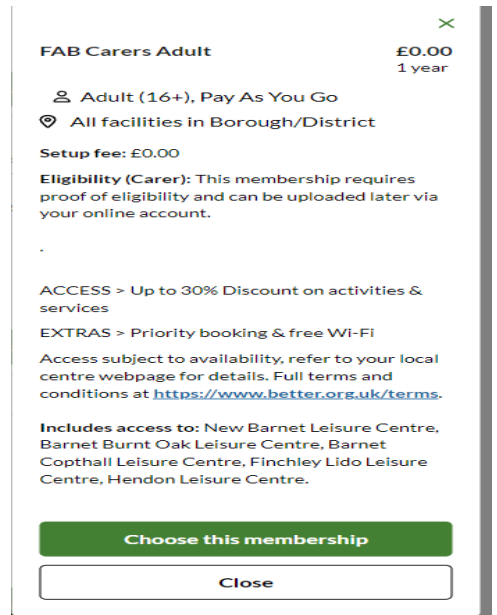 FAB Carers Adult £0.00
1 year
Adult (16+), Pay As You Go
All facilities in Borough/District
Setup fee: £0.00
Eligibility (Carer): This membership requires
proof of eligibility and can be uploaded later via
your online account.
.
ACCESS > Up to 30% Discount on activities &
services
EXTRAS > Priority booking & free Wi-Fi
Access subject to availability, refer to your local
centre webpage for details. Full terms and
conditions at https://www.better.org.uk/terms.
Includes access to: New Barnet Leisure Centre,
Barnet Burnt Oak Leisure Centre, Barnet
Copthall Leisure Centre, Finchley Lido Leisure
Centre, Hendon Leisure Centre.
Choose this membership
Close